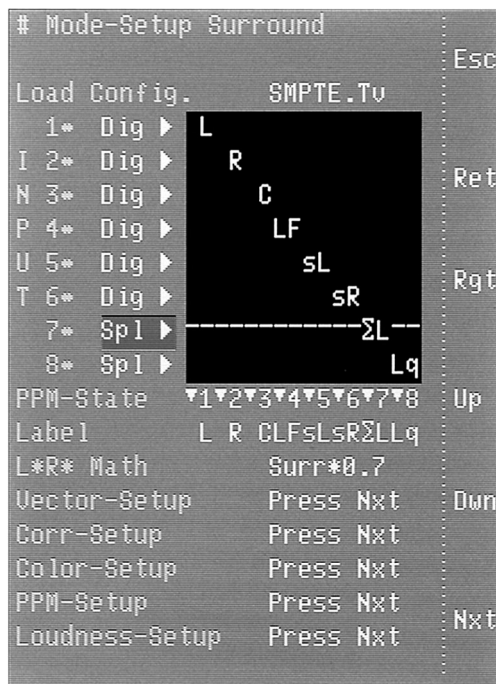 # Mode-Setup Surround
Esc
Load Config. SMPTE.Tv
1* Dig ▶ L
I 2* Dig ▶ R
Ret
N 3* Dig ▶ C
P 4* Dig ▶ LF
U 5* Dig ▶ sL
Rgt
T 6* Dig ▶ sR
7* Spl ▶ ΣL
8* Spl ▶ Lq
PPM-State ▼1▼2▼3▼4▼5▼6▼7▼8
Up
Label L R CLFsLsRΣLLq
L*R* Math Surr*0.7
Vector-Setup Press Nxt
Dwn
Corr-Setup Press Nxt
Color-Setup Press Nxt
PPM-Setup Press Nxt
Nxt
Loudness-Setup Press Nxt